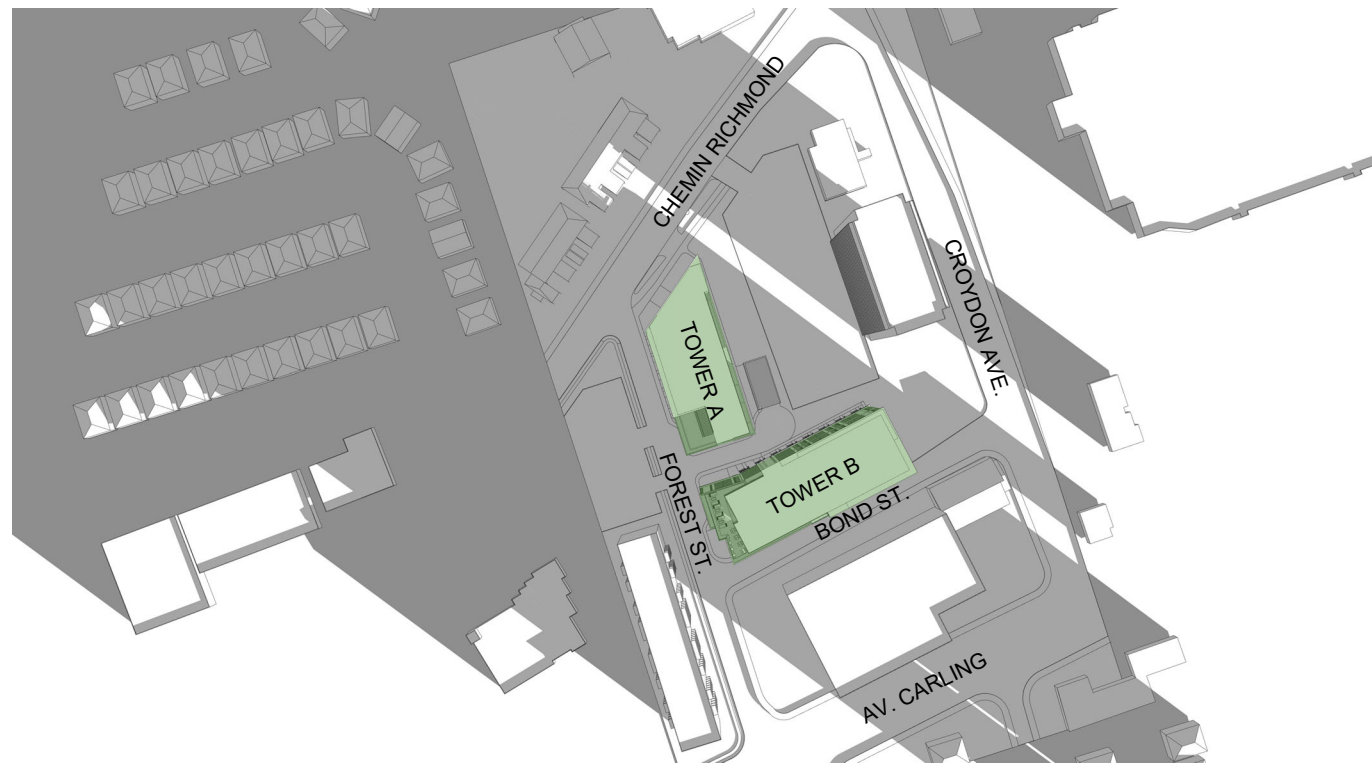 CHEMIN RICHMOND
CROYDON AVE.
TOWER A
TOWER B
FOREST ST.
BOND ST.
AV. CARLING